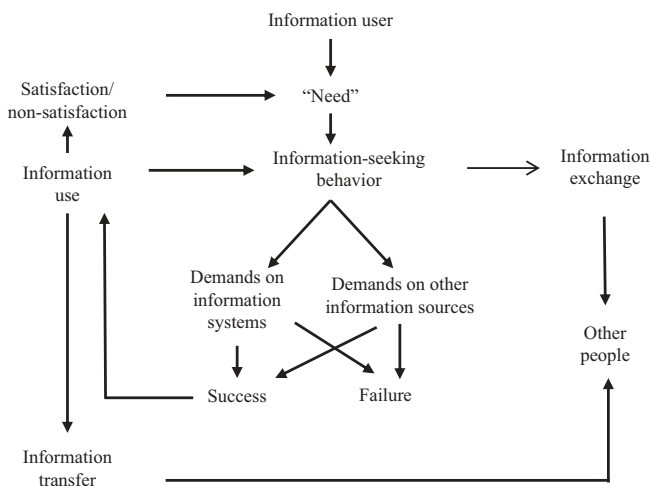 Information user
Satisfaction/
non-satisfaction
“Need”
Information-seeking
behavior
Information
exchange
Information
use
Demands on
information
systems
Demands on other
information sources
Other
people
Success
Failure
Information
transfer